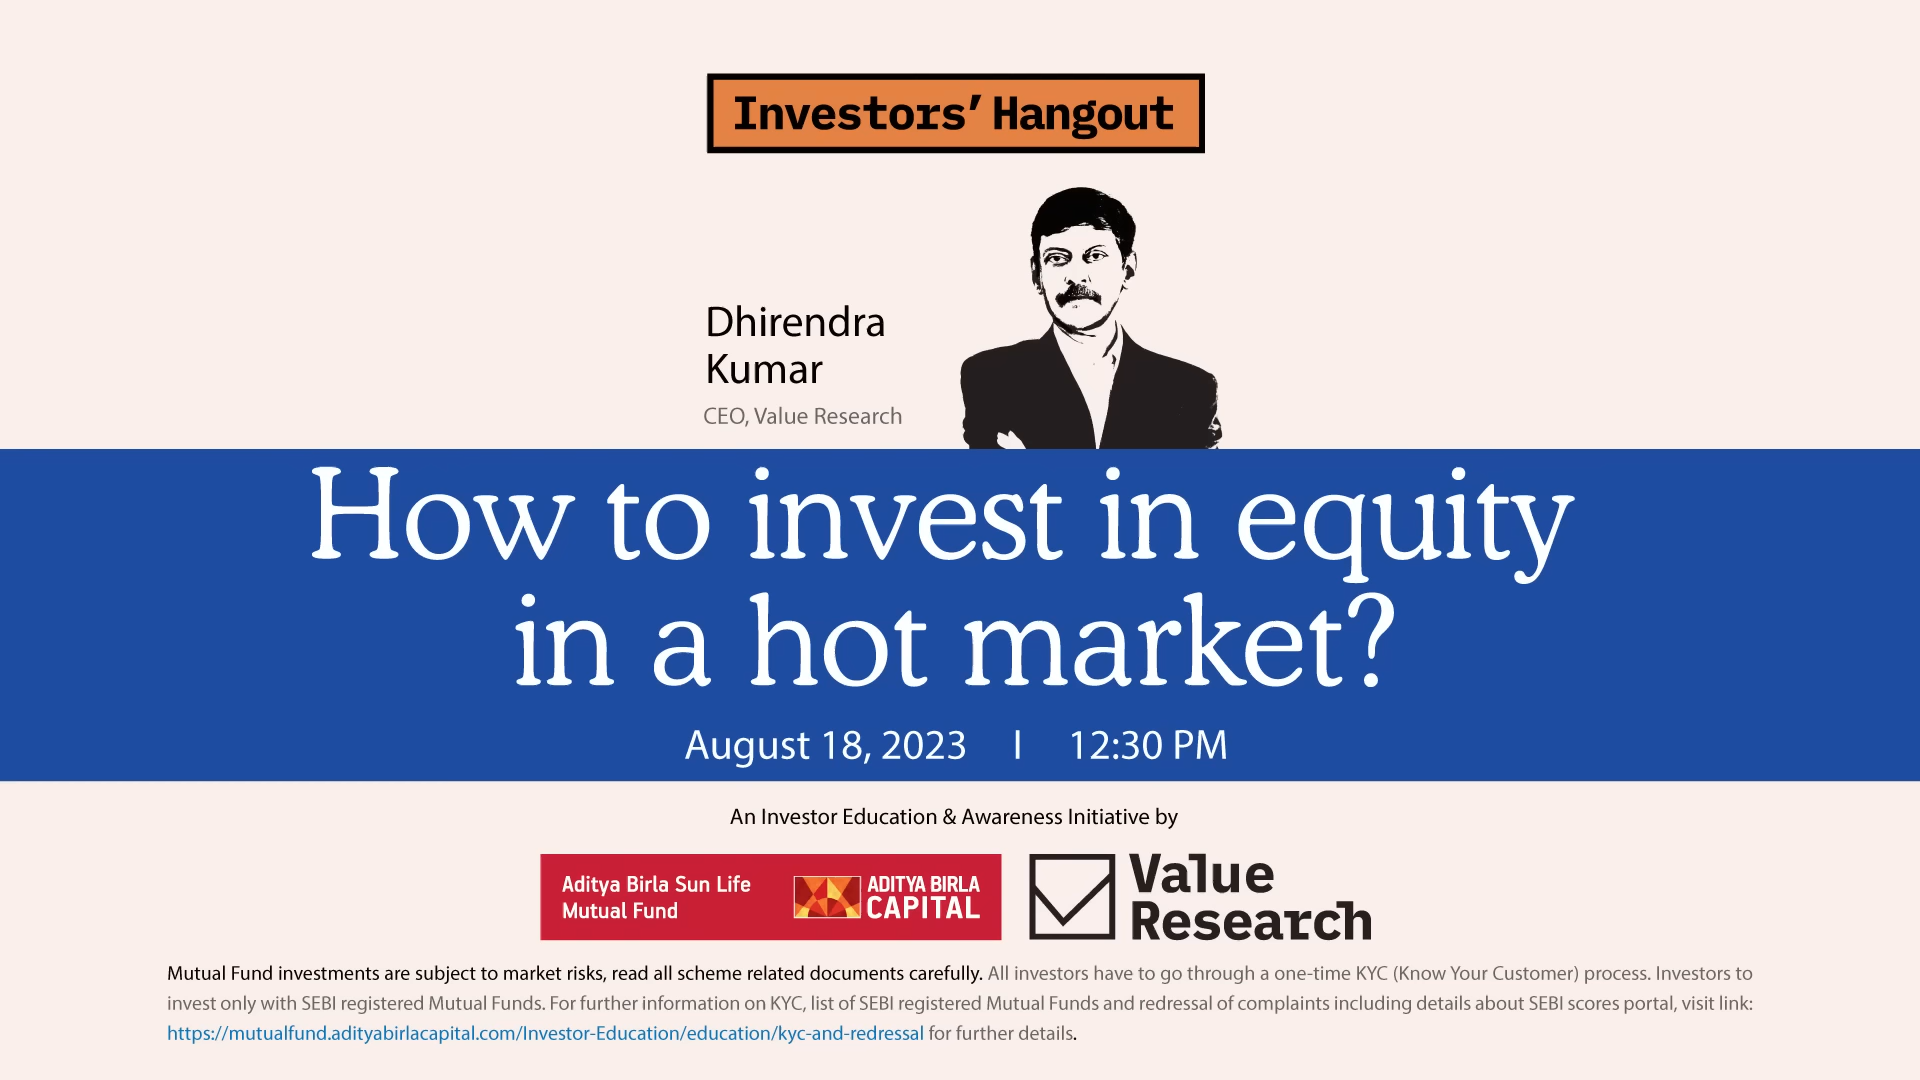 Investors’ Hangout
Dhirendra
Kumar
CEO, Value Research
How to invest in equity
in a hot market?
August 18, 2023 | 12:30 PM
An Investor Education & Awareness Initiative by
Aditya Birla Sun Life
Mutual Fund
ADITYA BIRLA
CAPITAL
Value
Research
Mutual Fund investments are subject to market risks, read all scheme related documents carefully. All investors have to go through a one-time KYC (Know Your Customer) process. Investors to
invest only with SEBI registered Mutual Funds. For further information on KYC, list of SEBI registered Mutual Funds and redressal of complaints including details about SEBI scores portal, visit link:
https://mutualfund.adityabirlacapital.com/Investor-Education/education/kyc-and-redressal for further details.